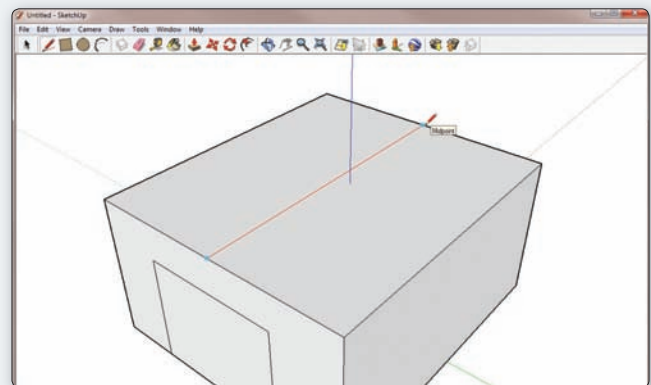 Untitled - SketchUp
File Edit View Camera Draw Tools Window Help
Midpoint